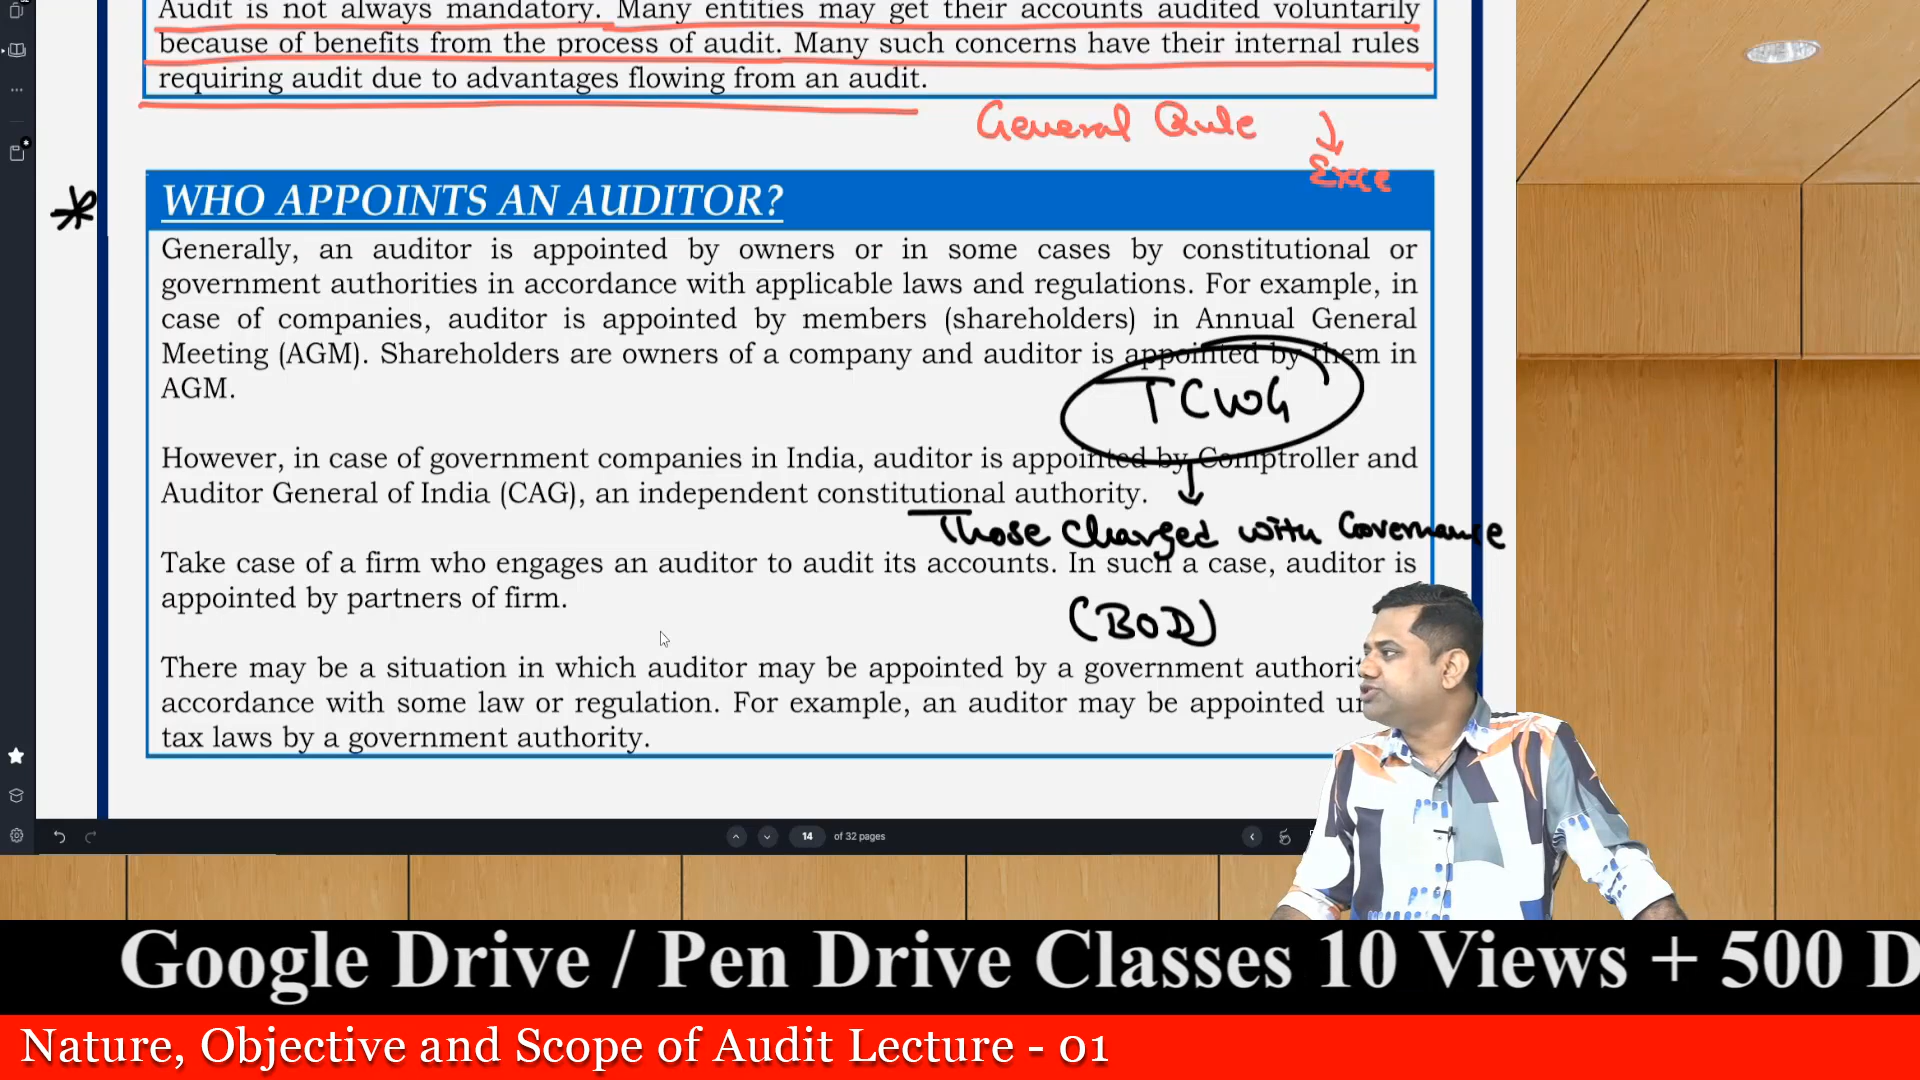 Audit is not always mandatory. Many entities may get their accounts audited voluntarily
because of benefits from the process of audit. Many such concerns have their internal rules
requiring audit due to advantages flowing from an audit.
General Rule
Exce
WHO APPOINTS AN AUDITOR?
Generally, an auditor is appointed by owners or in some cases by constitutional or
government authorities in accordance with applicable laws and regulations. For example, in
case of companies, auditor is appointed by members (shareholders) in Annual General
Meeting (AGM). Shareholders are owners of a company and auditor is appointed by them in
AGM.
TCWG
However, in case of government companies in India, auditor is appointed by Comptroller and
Auditor General of India (CAG), an independent constitutional authority.
Those Charged with Governance
Take case of a firm who engages an auditor to audit its accounts. In such a case, auditor is
appointed by partners of firm.
(BOD)
There may be a situation in which auditor may be appointed by a government
accordance with some law or regulation. For example, an auditor may be appointed
tax laws by a government authority.
14 of 32 pages
Google Drive / Pen Drive Classes 10 Views + 500 D
Nature, Objective and Scope of Audit Lecture - 01